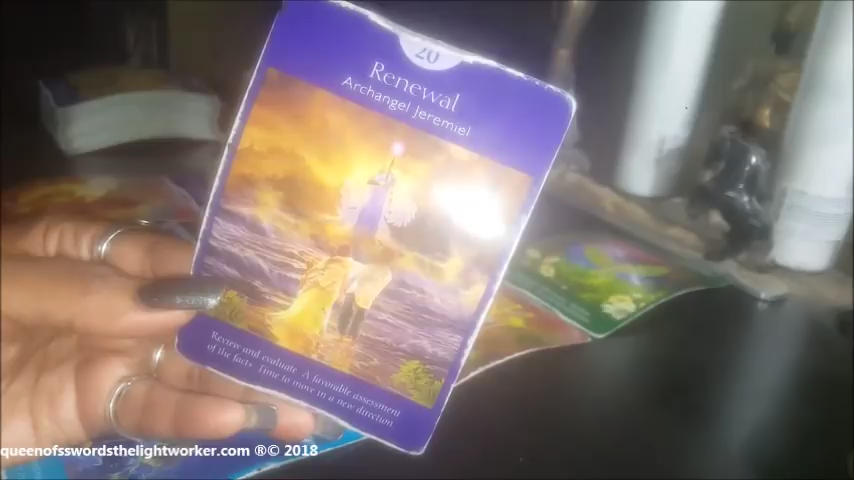 20
Renewal
Archangel Jeremiel
Review and evaluate A favorable assessment
of the facts Time to move in a new direction
queenofsswordsthelightworker.com ®© 2018